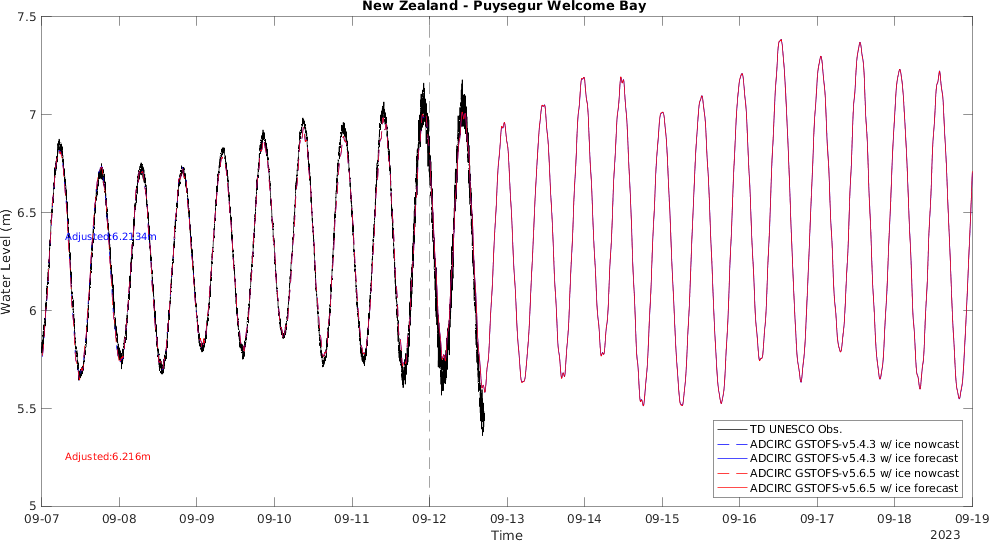 New Zealand - Puysegur Welcome Bay
7.5
7
6.5
6
5.5
5
Water Level (m)
Adjusted:6.2134m
Adjusted:6.216m
TD UNESCO Obs.
ADCIRC GSTOFS-v5.4.3 w/ ice nowcast
ADCIRC GSTOFS-v5.4.3 w/ ice forecast
ADCIRC GSTOFS-v5.6.5 w/ ice nowcast
ADCIRC GSTOFS-v5.6.5 w/ ice forecast
09-07 09-08 09-09 09-10 09-11 09-12 09-13 09-14 09-15 09-16 09-17 09-18 09-19
Time
2023